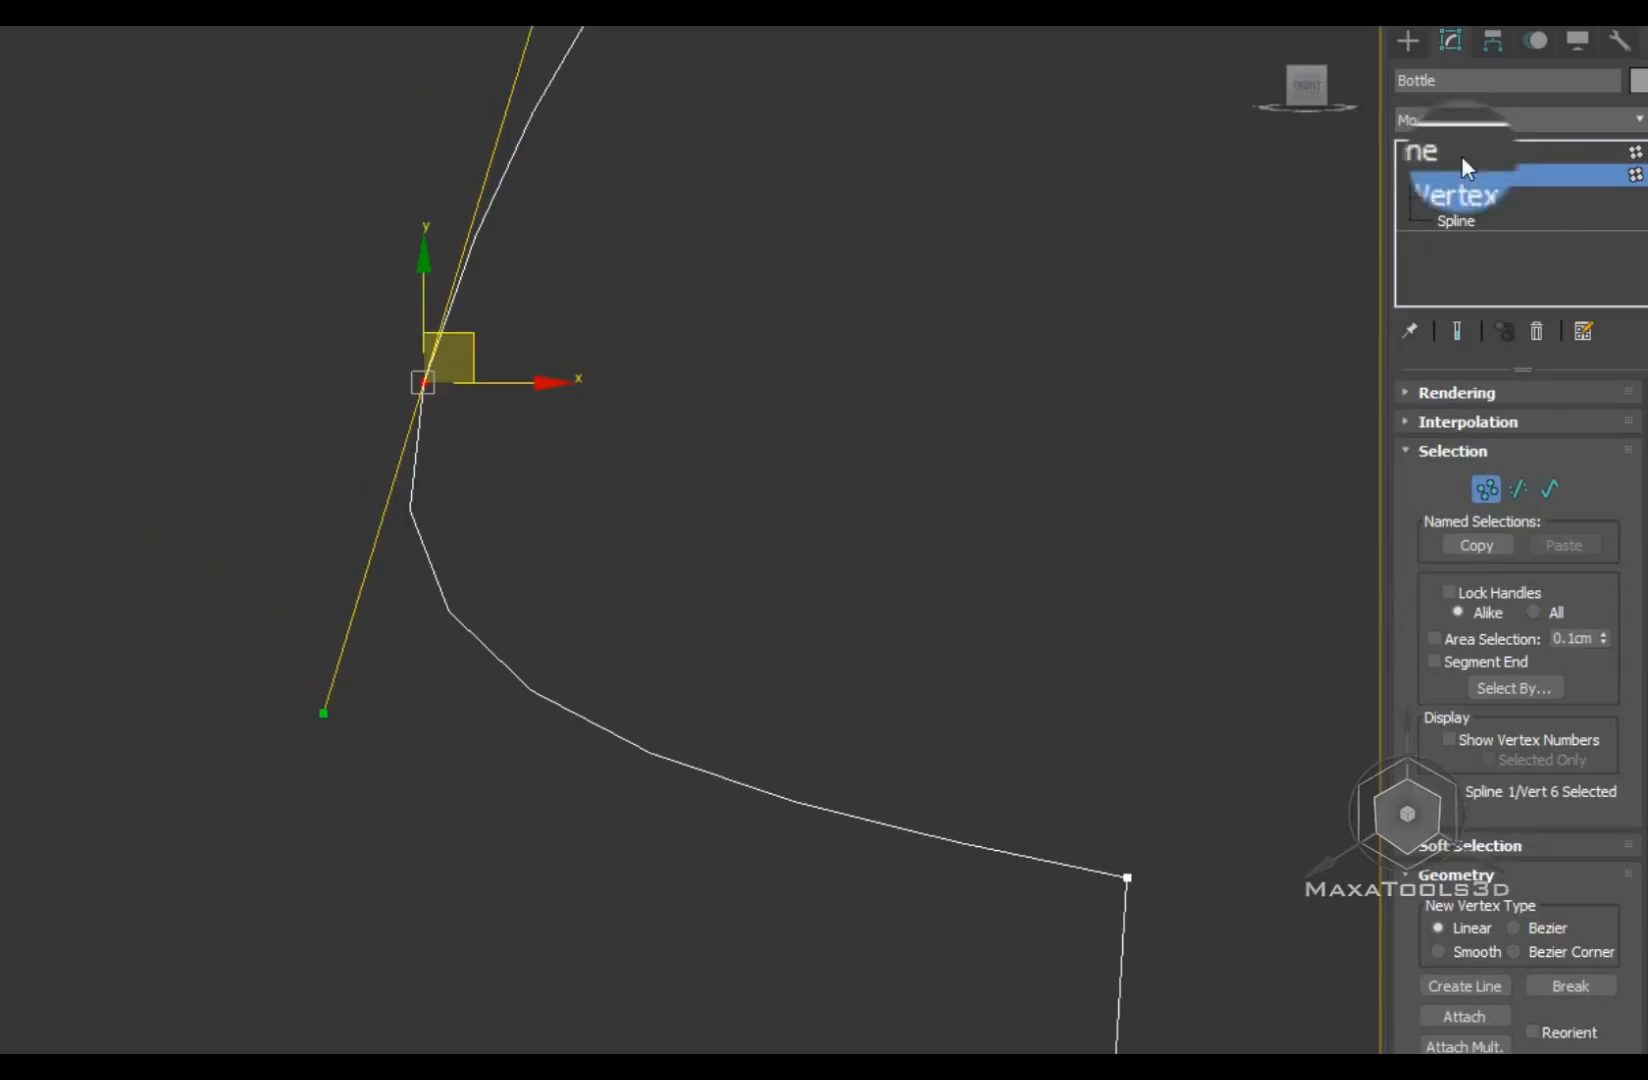 FRONT
Bottle
Mo
ne
Vertex
Spline
y
x
Rendering
Interpolation
Selection
Named Selections:
Copy Paste
Lock Handles
Alike All
Area Selection: 0.1cm
Segment End
Select By...
Display
Show Vertex Numbers
Selected Only
Spline 1/Vert 6 Selected
Soft Selection
Geometry
MAXATOOLS3D
New Vertex Type
Linear Bezier
Smooth Bezier Corner
Create Line Break
Attach
Reorient
Attach Mult.